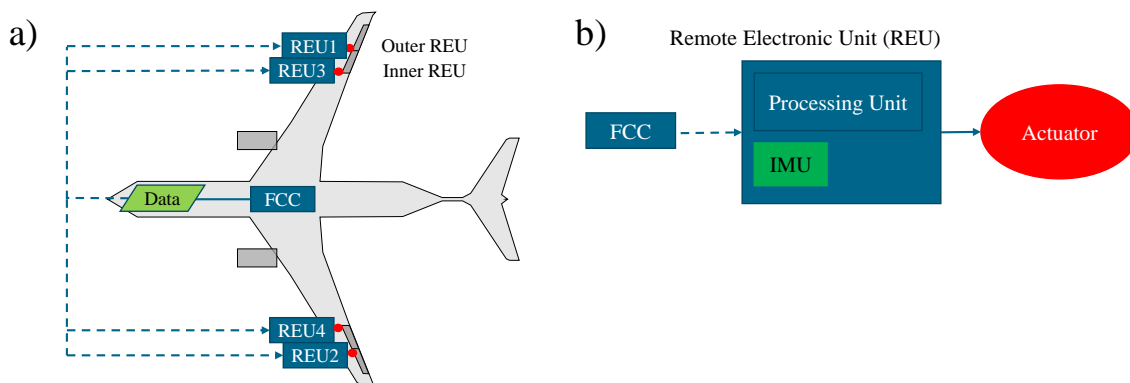 a)
REU1
Outer REU
REU3
Inner REU
Data
FCC
REU4
REU2
b)
Remote Electronic Unit (REU)
Processing Unit
FCC
IMU
Actuator